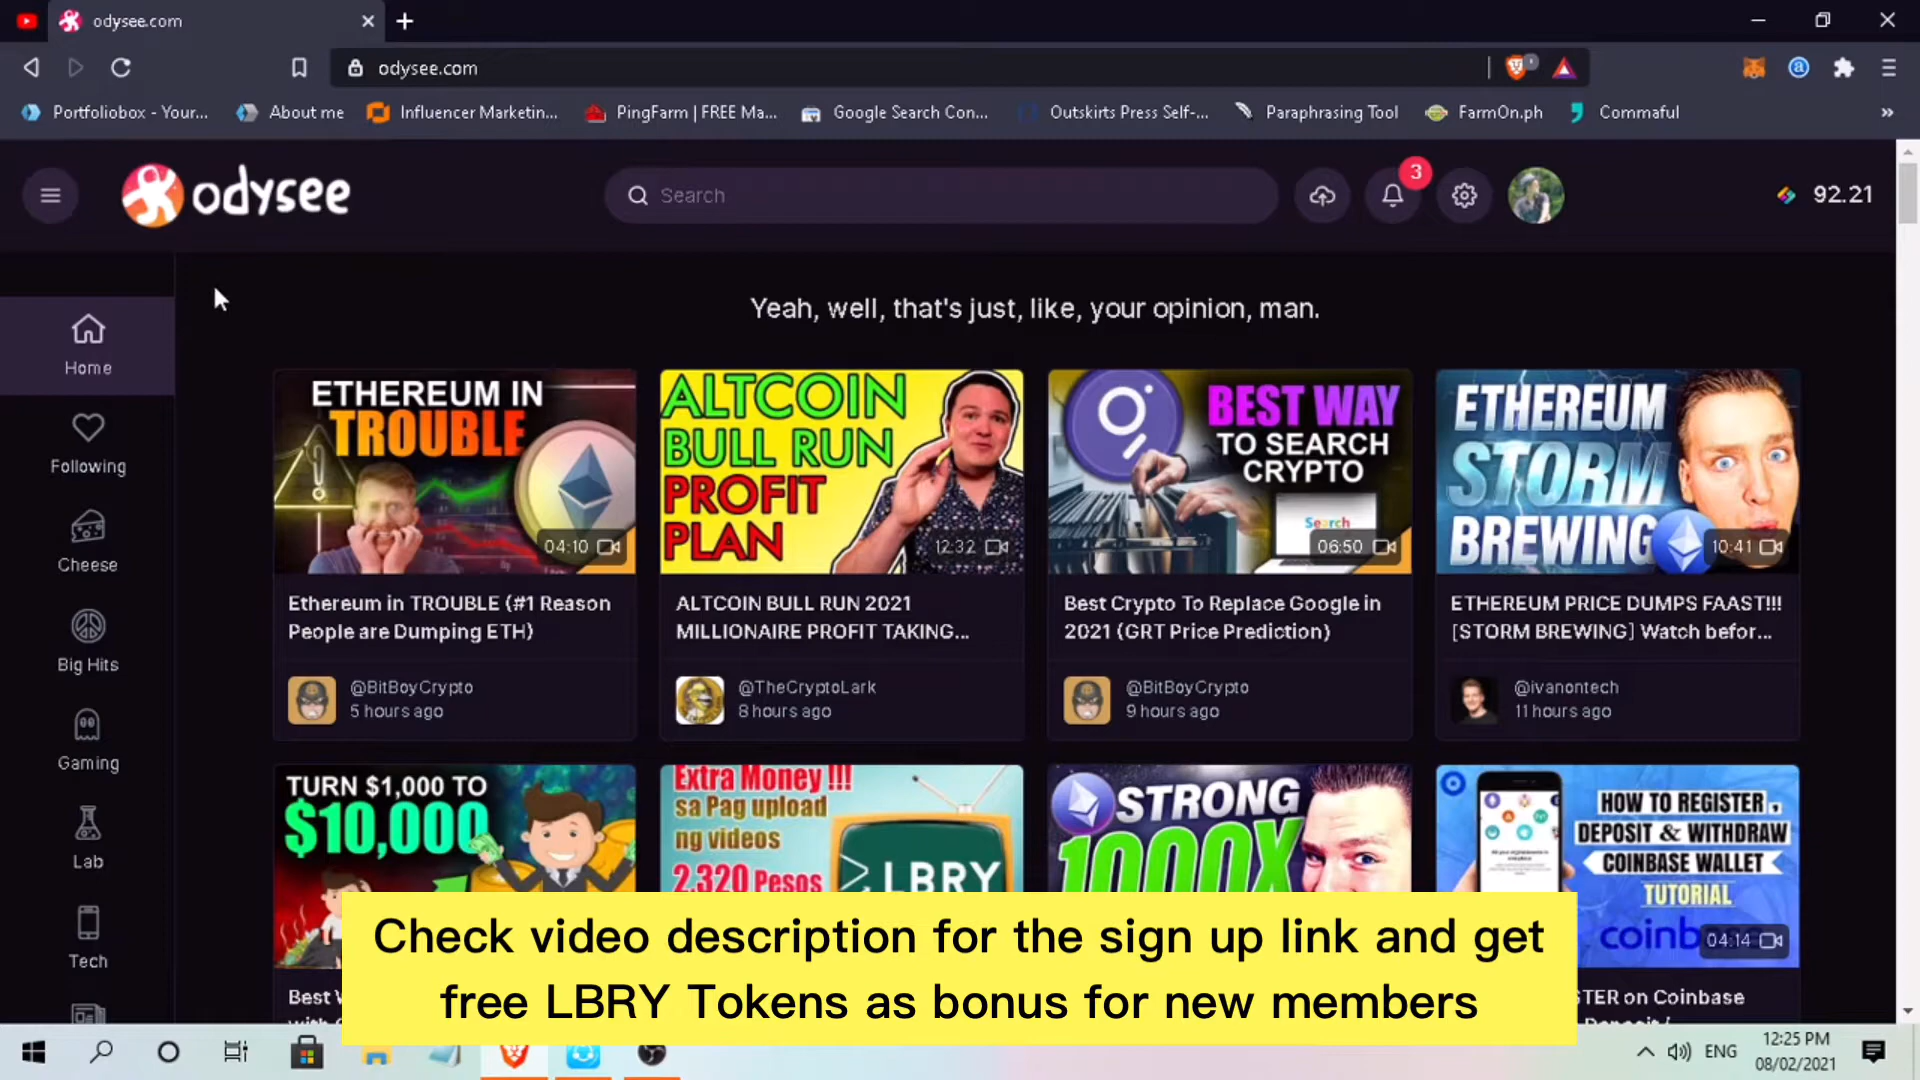 odysee.com
odysee.com
Portfoliobox - Your...
About me
Influencer Marketin...
PingFarm | FREE Ma...
Google Search Con...
Outskirts Press Self-...
Paraphrasing Tool
FarmOn.ph
Commaful
odysee
Search
3
92.21
Yeah, well, that's just, like, your opinion, man.
Home
Following
Cheese
Big Hits
Gaming
Lab
Tech
ETHEREUM IN
TROUBLE
04:10
Ethereum in TROUBLE (#1 Reason
People are Dumping ETH)
@BitBoyCrypto
5 hours ago
ALTCOIN
BULL RUN
PROFIT
PLAN
12:32
ALTCOIN BULL RUN 2021
MILLIONAIRE PROFIT TAKING...
@TheCryptoLark
8 hours ago
BEST WAY
TO SEARCH
CRYPTO
Search
06:50
Best Crypto To Replace Google in
2021 (GRT Price Prediction)
@BitBoyCrypto
9 hours ago
ETHEREUM
STORM
BREWING
10:41
ETHEREUM PRICE DUMPS FAAST!!!
[STORM BREWING] Watch befor...
@ivanontech
11 hours ago
TURN $1,000 TO
$10,000
Best
Extra Money !!!
sa Pag upload
ng videos
2,320 Pesos
LBRY
STRONG
1000X
HOW TO REGISTER,
DEPOSIT & WITHDRAW
COINBASE WALLET
TUTORIAL
coinb
04:14
STER on Coinbase
Check video description for the sign up link and get
free LBRY Tokens as bonus for new members
ENG
12:25 PM
08/02/2021